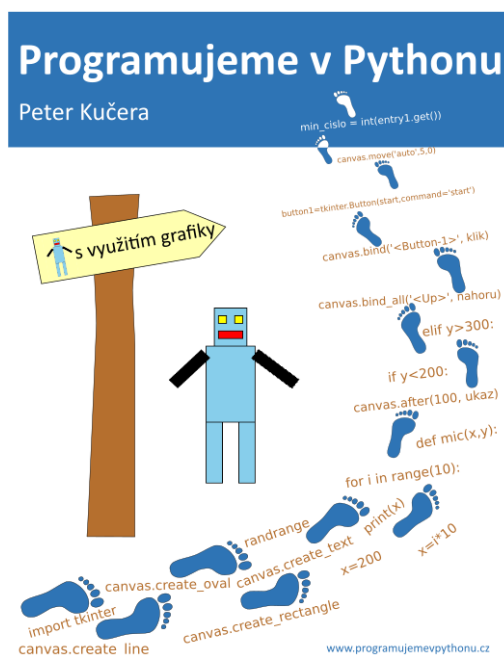 Programujeme v Pythonu
Peter Kučera
min_cislo = int(entry1.get())
canvas.move('auto',5,0)
button1=tkinter.Button(start,command='start')
s využitím grafiky
canvas.bind('<Button-1>', klik)
canvas.bind_all('<Up>', nahoru)
elif y>300:
if y<200:
canvas.after(100, ukaz)
def mic(x,y):
for i in range(10):
print(x)
x=i*10
randrange
canvas.create_text
x=200
canvas.create_oval
canvas.create_rectangle
import tkinter
canvas.create_line
www.programujemevpythonu.cz